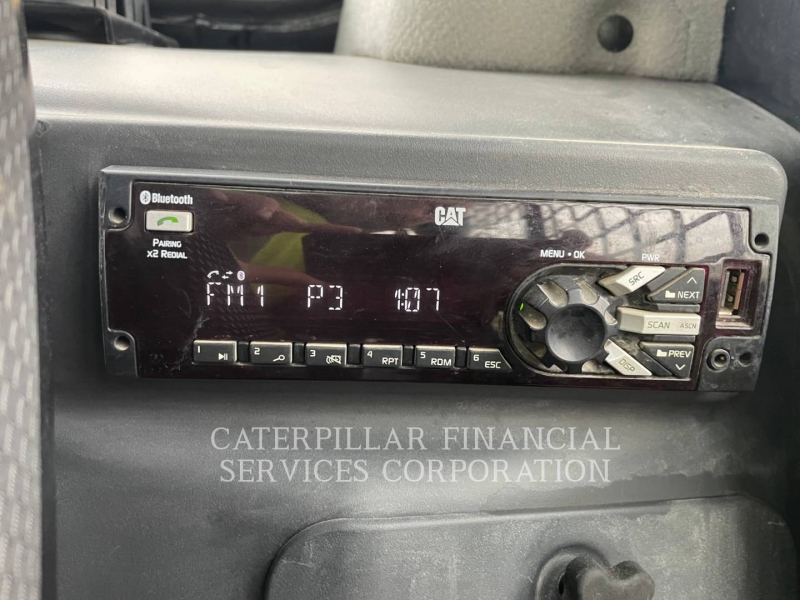 Bluetooth
CAT
PAIRING
X2 REDIAL
MENU • OK
PWR
SRC
NEXT
FM1 P3 1:07
SCAN ASCN
PREV
DSP
1 2 3 4 RPT 5 RDM 6 ESC
CATERPILLAR FINANCIAL
SERVICES CORPORATION